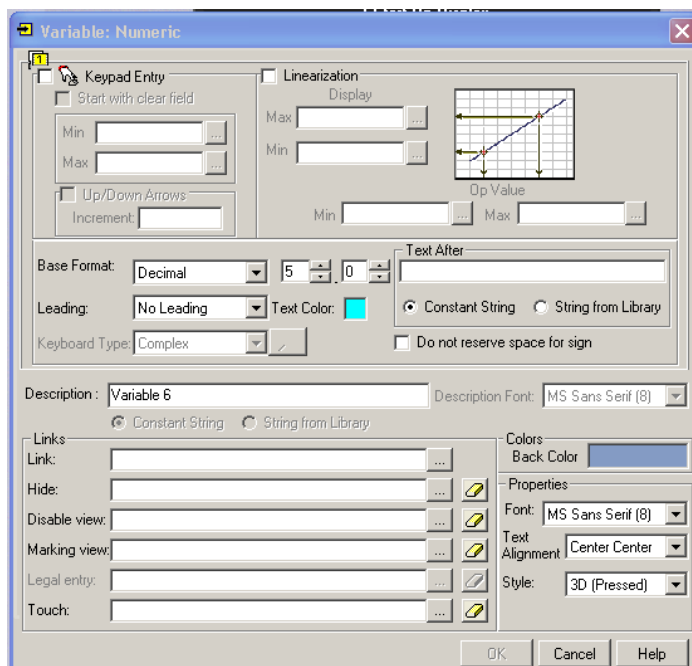 Variable: Numeric
1
Keypad Entry
Linearization
Start with clear field
Display
Max
Min
Min
Max
Up/Down Arrows
Increment:
Op Value
Min
Max
Base Format:
Decimal
5 . 0
Text After
Leading:
No Leading
Text Color:
Constant String
String from Library
Keyboard Type:
Complex
Do not reserve space for sign
Description :
Variable 6
Description Font:
MS Sans Serif (8)
Constant String
String from Library
Links
Colors
Link:
Back Color
Hide:
Properties
Font:
MS Sans Serif (8)
Disable view:
Text
Alignment
Center Center
Marking view:
Legal entry:
Style:
3D (Pressed)
Touch:
OK
Cancel
Help